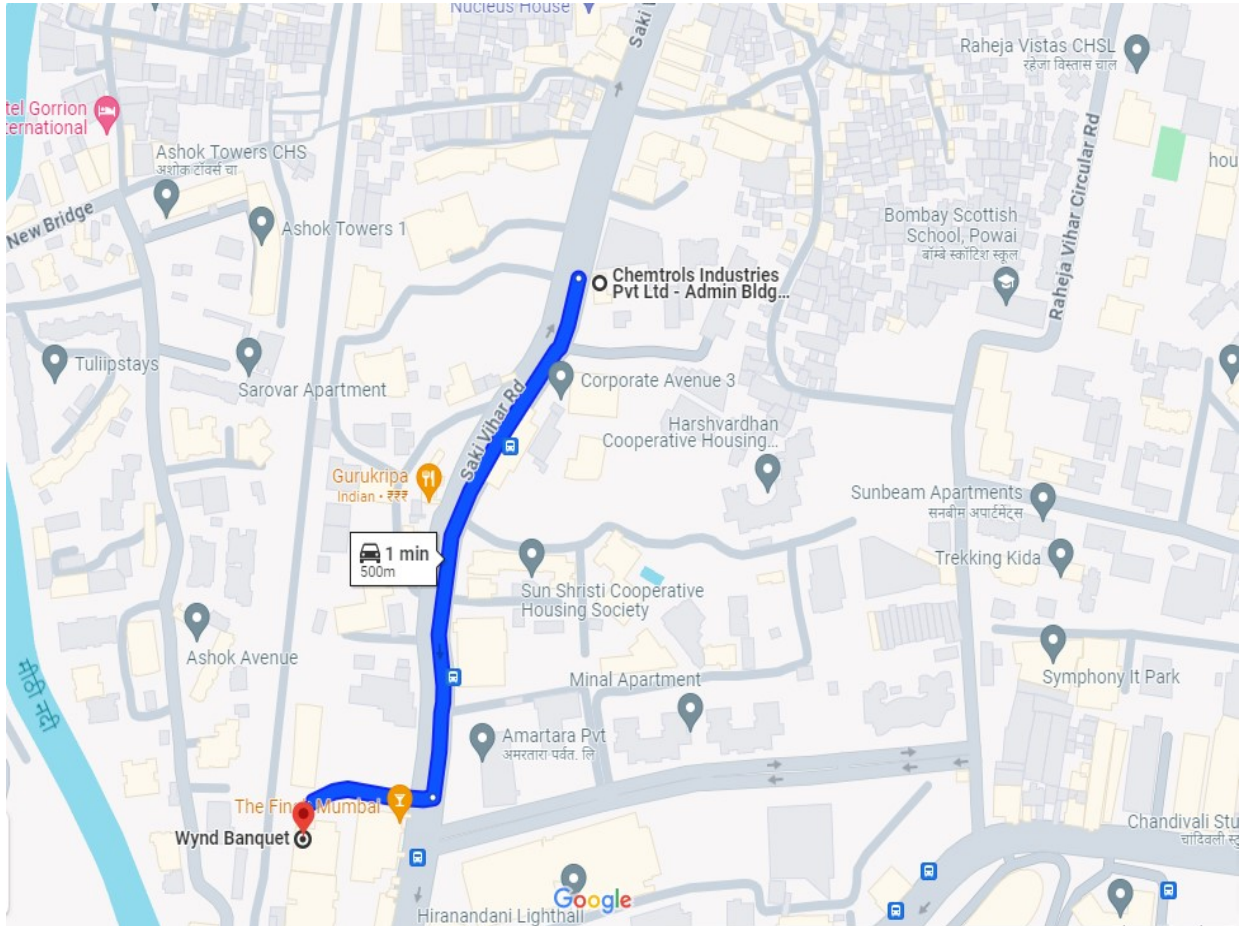 Nucleus House
Saki
Raheja Vistas CHSL
रहेजा विस्तास चाल
tel Gorrion
ternational
Ashok Towers CHS
अशोक टॉवर्स चा
hou
New Bridge
Ashok Towers 1
Raheja Vihar Circular Rd
Bombay Scottish
School, Powai
बॉम्बे स्कॉटिश स्कूल
Chemtrols Industries
Pvt Ltd - Admin Bldg...
Tuliipstays
Sarovar Apartment
Corporate Avenue 3
Saki Vihar Rd
Harshvardhan
Cooperative Housing...
Gurukripa
Indian • ₹₹₹
Sunbeam Apartments
सनबीम अपार्टमेंट्स
1 min
500m
Trekking Kida
Sun Shristi Cooperative
Housing Society
Ashok Avenue
मीठी नदी
Minal Apartment
Symphony It Park
Amartara Pvt
अमरतारा पर्वत. लि
The Finch Mumbai
Wynd Banquet
Chandivali Stu
चांदिवली स्टु
Google
Hiranandani Lighthall